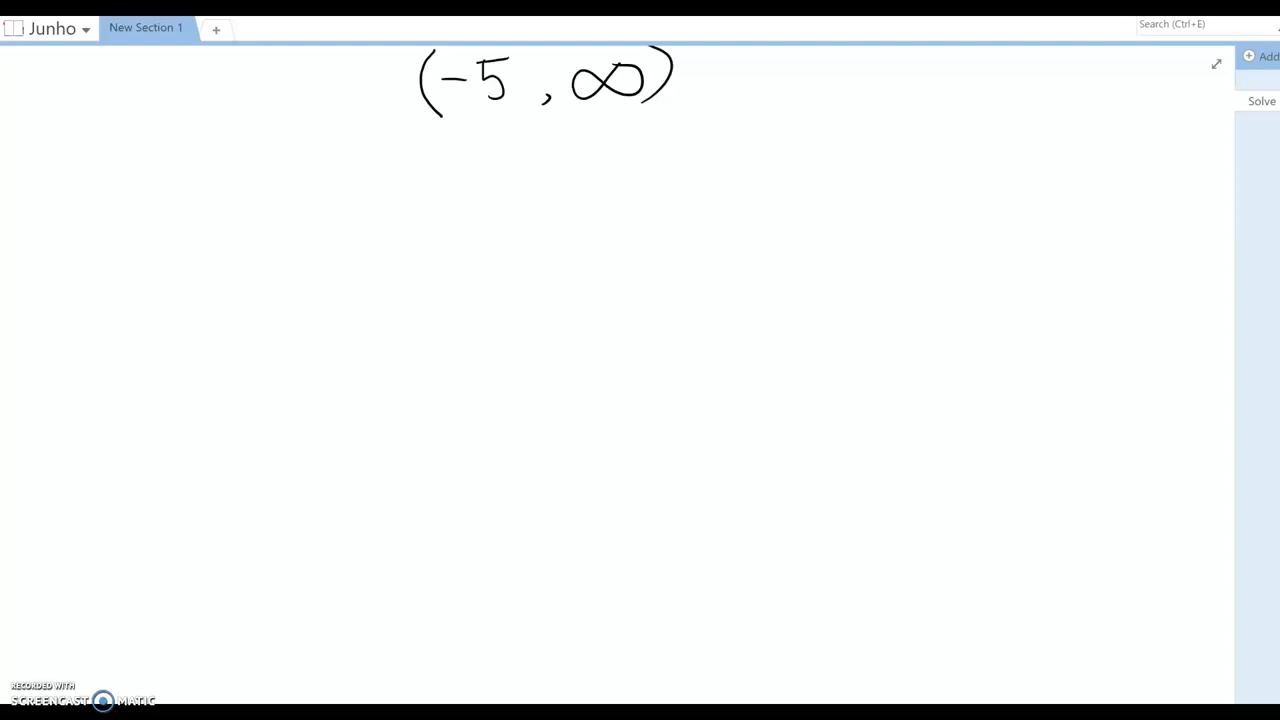 Junho
New Section 1
+
Search (Ctrl+E)
Add
(-5 , ∞)
Solve
RECORDED WITH
SCREENCAST MATIC